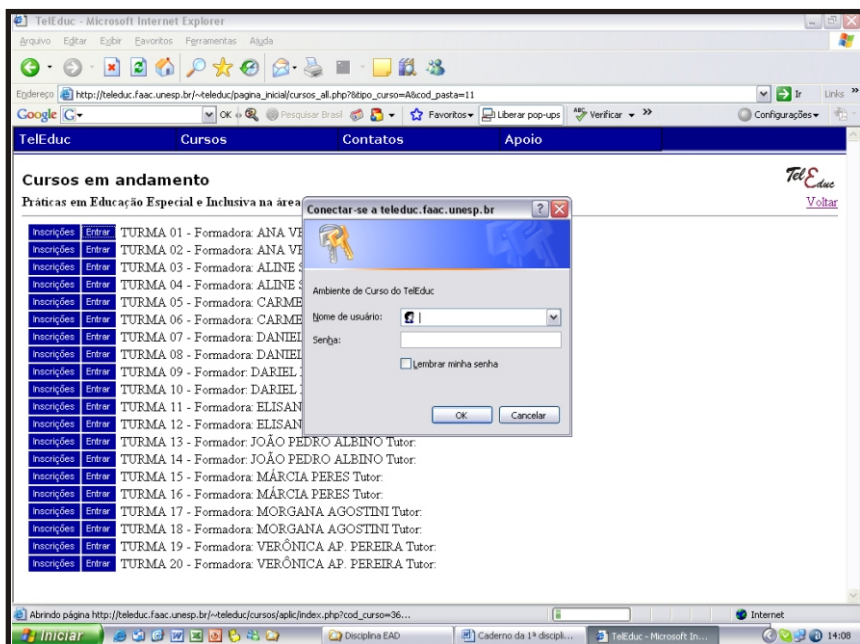 TelEduc - Microsoft Internet Explorer
Arquivo Editar Exibir Favoritos Ferramentas Ajuda
Endereço http://teleduc.faac.unesp.br/~teleduc/pagina_inicial/cursos_all.php?&tipo_curso=A&cod_pasta=11 Ir Links »
Google G OK Pesquisar Brasil Favoritos Liberar pop-ups ABC Verificar » Configurações
TelEduc Cursos Contatos Apoio
Cursos em andamento TelEduc
Práticas em Educação Especial e Inclusiva na área Voltar
Conectar-se a teleduc.faac.unesp.br ? X
Ambiente de Curso do TelEduc
Nome de usuário:
Senha:
Lembrar minha senha
OK Cancelar
Inscrições Entrar TURMA 01 - Formadora: ANA VE
Inscrições Entrar TURMA 02 - Formadora: ANA VE
Inscrições Entrar TURMA 03 - Formadora: ALINE S
Inscrições Entrar TURMA 04 - Formadora: ALINE S
Inscrições Entrar TURMA 05 - Formadora: CARME
Inscrições Entrar TURMA 06 - Formadora: CARME
Inscrições Entrar TURMA 07 - Formadora: DANIEL
Inscrições Entrar TURMA 08 - Formadora: DANIEL
Inscrições Entrar TURMA 09 - Formador: DARIEL
Inscrições Entrar TURMA 10 - Formador: DARIEL
Inscrições Entrar TURMA 11 - Formadora: ELISAN
Inscrições Entrar TURMA 12 - Formadora: ELISAN
Inscrições Entrar TURMA 13 - Formador: JOÃO PEDRO ALBINO Tutor:
Inscrições Entrar TURMA 14 - Formador: JOÃO PEDRO ALBINO Tutor:
Inscrições Entrar TURMA 15 - Formadora: MÁRCIA PERES Tutor:
Inscrições Entrar TURMA 16 - Formadora: MÁRCIA PERES Tutor:
Inscrições Entrar TURMA 17 - Formadora: MORGANA AGOSTINI Tutor:
Inscrições Entrar TURMA 18 - Formadora: MORGANA AGOSTINI Tutor:
Inscrições Entrar TURMA 19 - Formadora: VERÔNICA AP. PEREIRA Tutor:
Inscrições Entrar TURMA 20 - Formadora: VERÔNICA AP. PEREIRA Tutor:
Abrindo página http://teleduc.faac.unesp.br/~teleduc/cursos/aplic/index.php?cod_curso=36... Internet
Iniciar Disciplina EAD Caderno da 1ª discipli... TelEduc - Microsoft In... 14:08